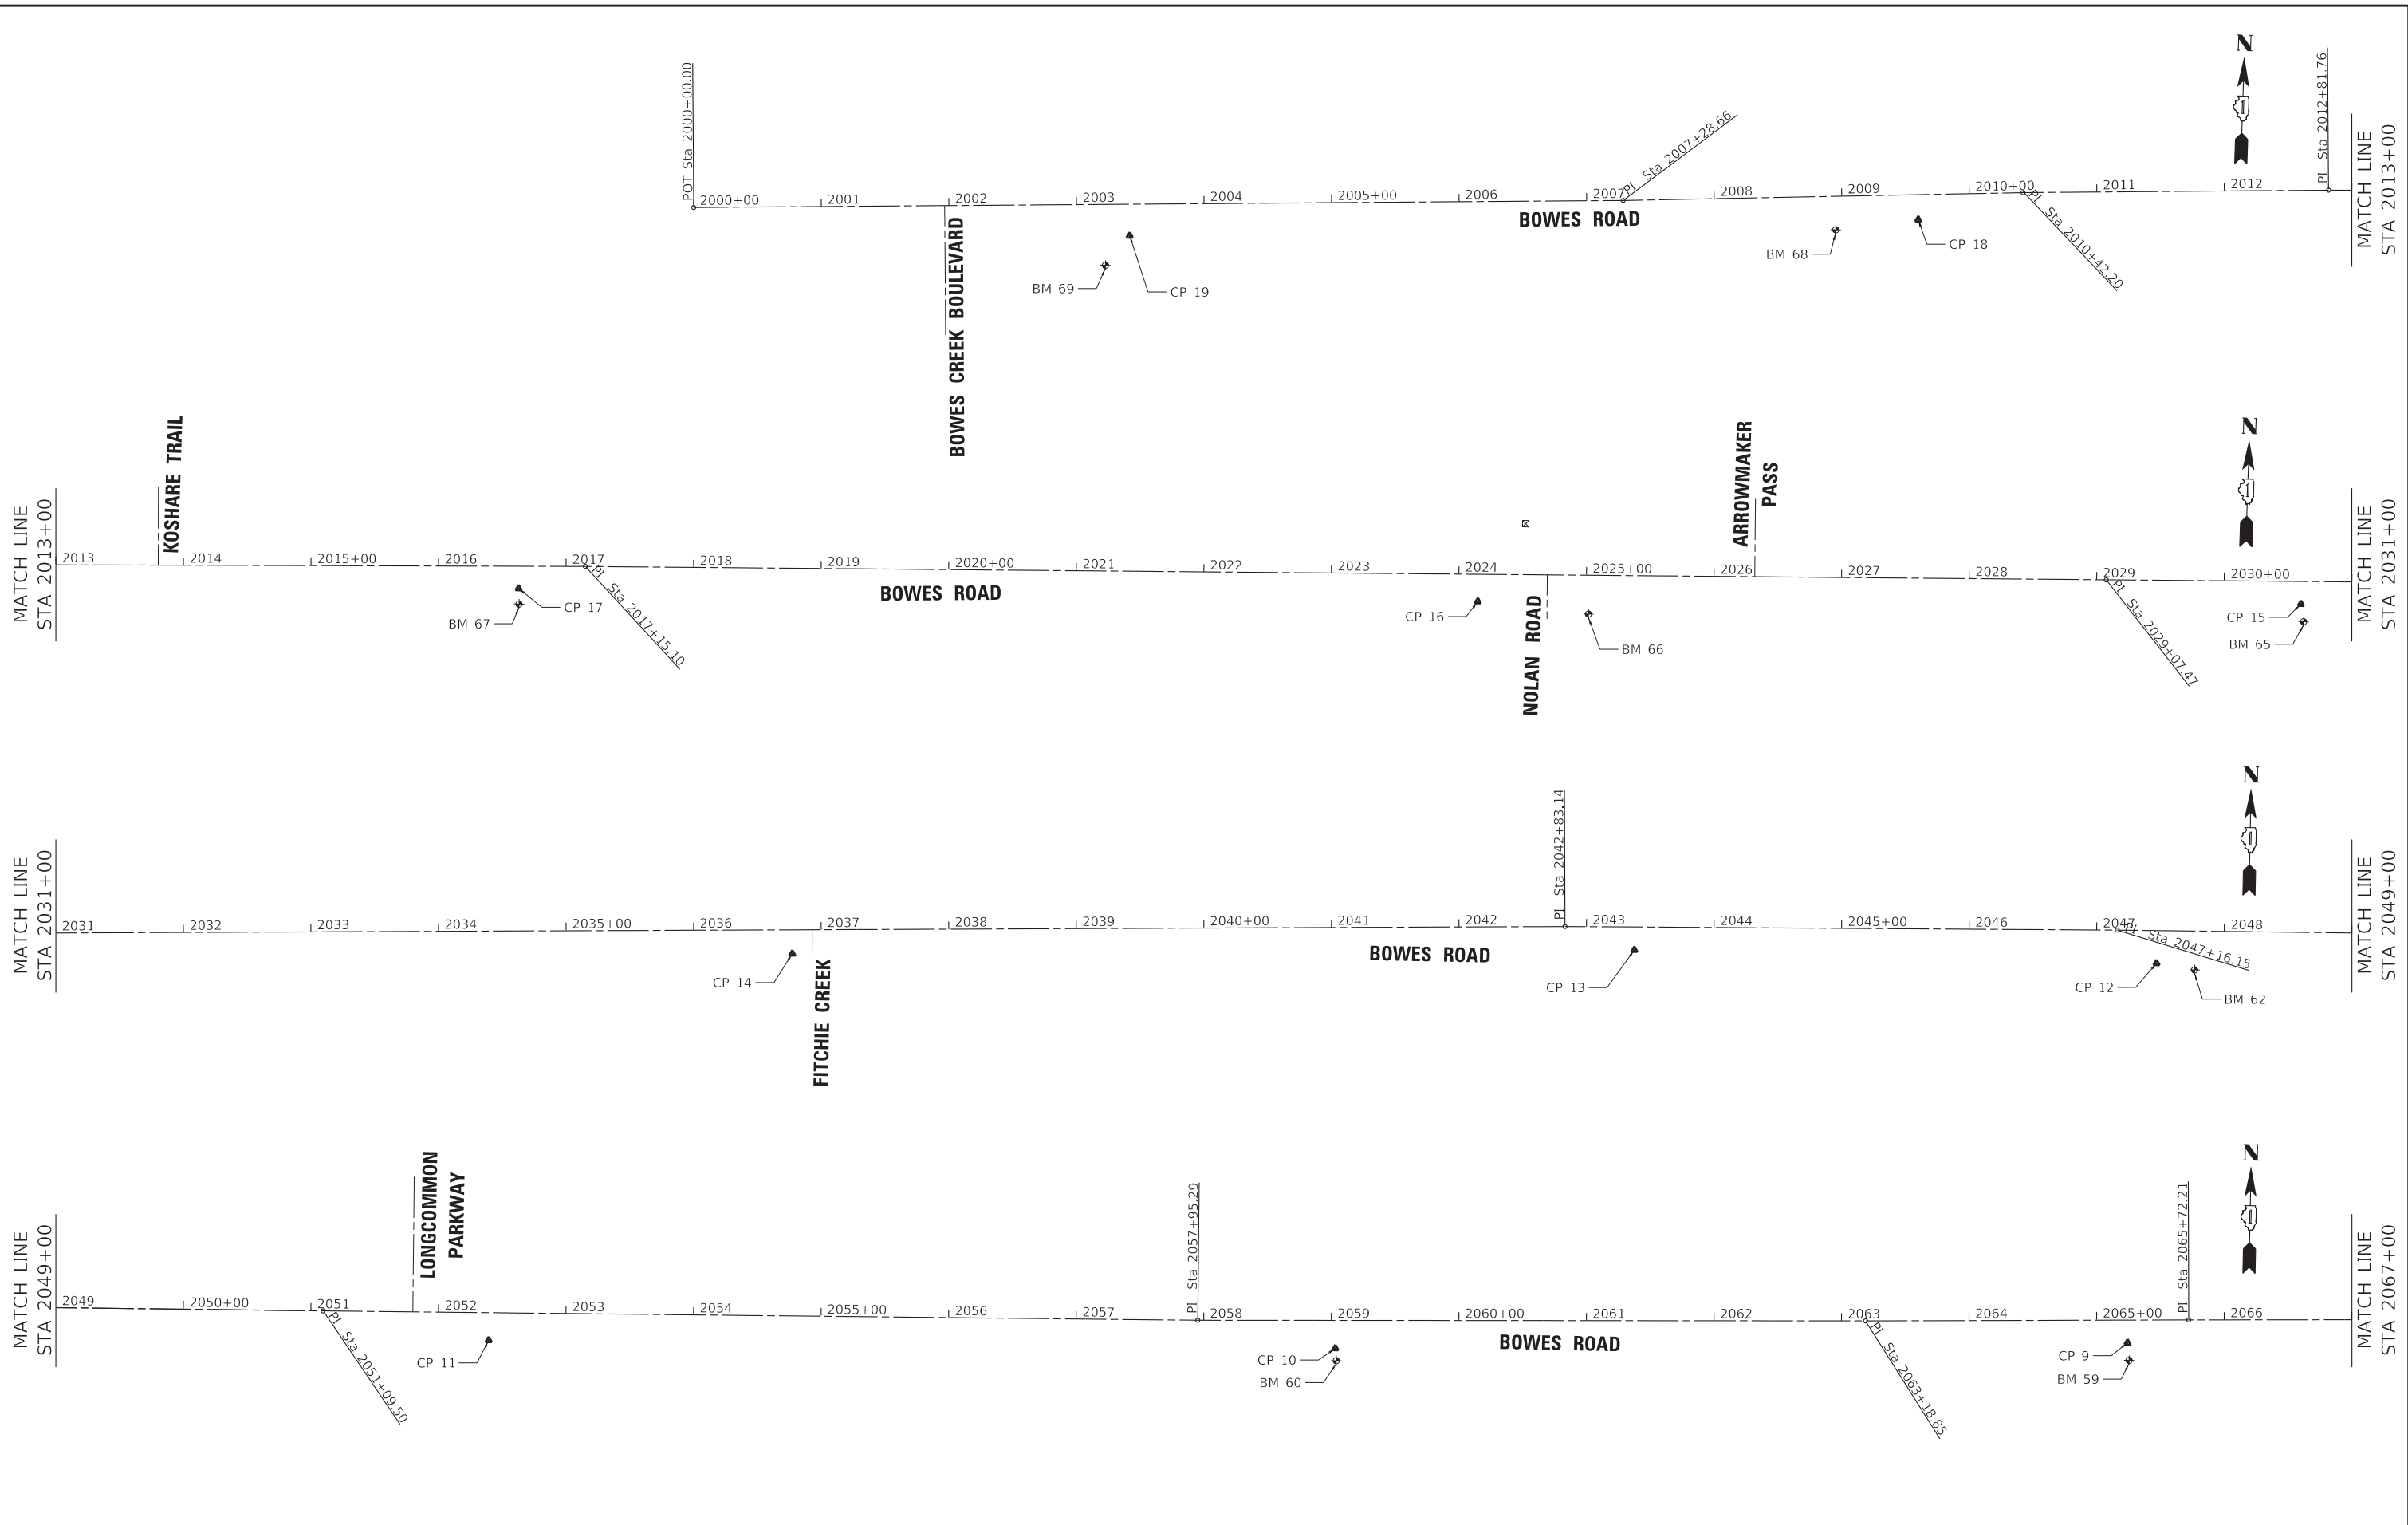 POT Sta 2000+00.00
PI Sta 2007+28.66
N
1
PI Sta 2012+81.76
MATCH LINE
STA 2013+00
2000+00 2001 2002 2003 2004 2005+00 2006 2007 2008 2009 2010+00 2011 2012
BOWES ROAD
PI Sta 2010+42.20
BOWES CREEK BOULEVARD
BM 69
CP 19
BM 68
CP 18
MATCH LINE
STA 2013+00
KOSHARE TRAIL
ARROWMAKER
PASS
N
1
MATCH LINE
STA 2031+00
2013 2014 2015+00 2016 2017 2018 2019 2020+00 2021 2022 2023 2024 2025+00 2026 2027 2028 2029 2030+00
BOWES ROAD
CP 17
BM 67
PI Sta 2017+15.10
CP 16
NOLAN ROAD
BM 66
PI Sta 2029+07.47
CP 15
BM 65
MATCH LINE
STA 2031+00
PI Sta 2042+83.14
N
1
MATCH LINE
STA 2049+00
2031 2032 2033 2034 2035+00 2036 2037 2038 2039 2040+00 2041 2042 2043 2044 2045+00 2046 2047 2048
PI Sta 2047+16.15
BOWES ROAD
CP 14
FITCHIE CREEK
CP 13
CP 12
BM 62
MATCH LINE
STA 2049+00
LONGCOMMON
PARKWAY
PI Sta 2057+95.29
PI Sta 2065+72.21
N
1
MATCH LINE
STA 2067+00
2049 2050+00 2051 2052 2053 2054 2055+00 2056 2057 2058 2059 2060+00 2061 2062 2063 2064 2065+00 2066
PI Sta 2051+09.50
CP 11
CP 10
BM 60
BOWES ROAD
PI Sta 2063+18.85
CP 9
BM 59